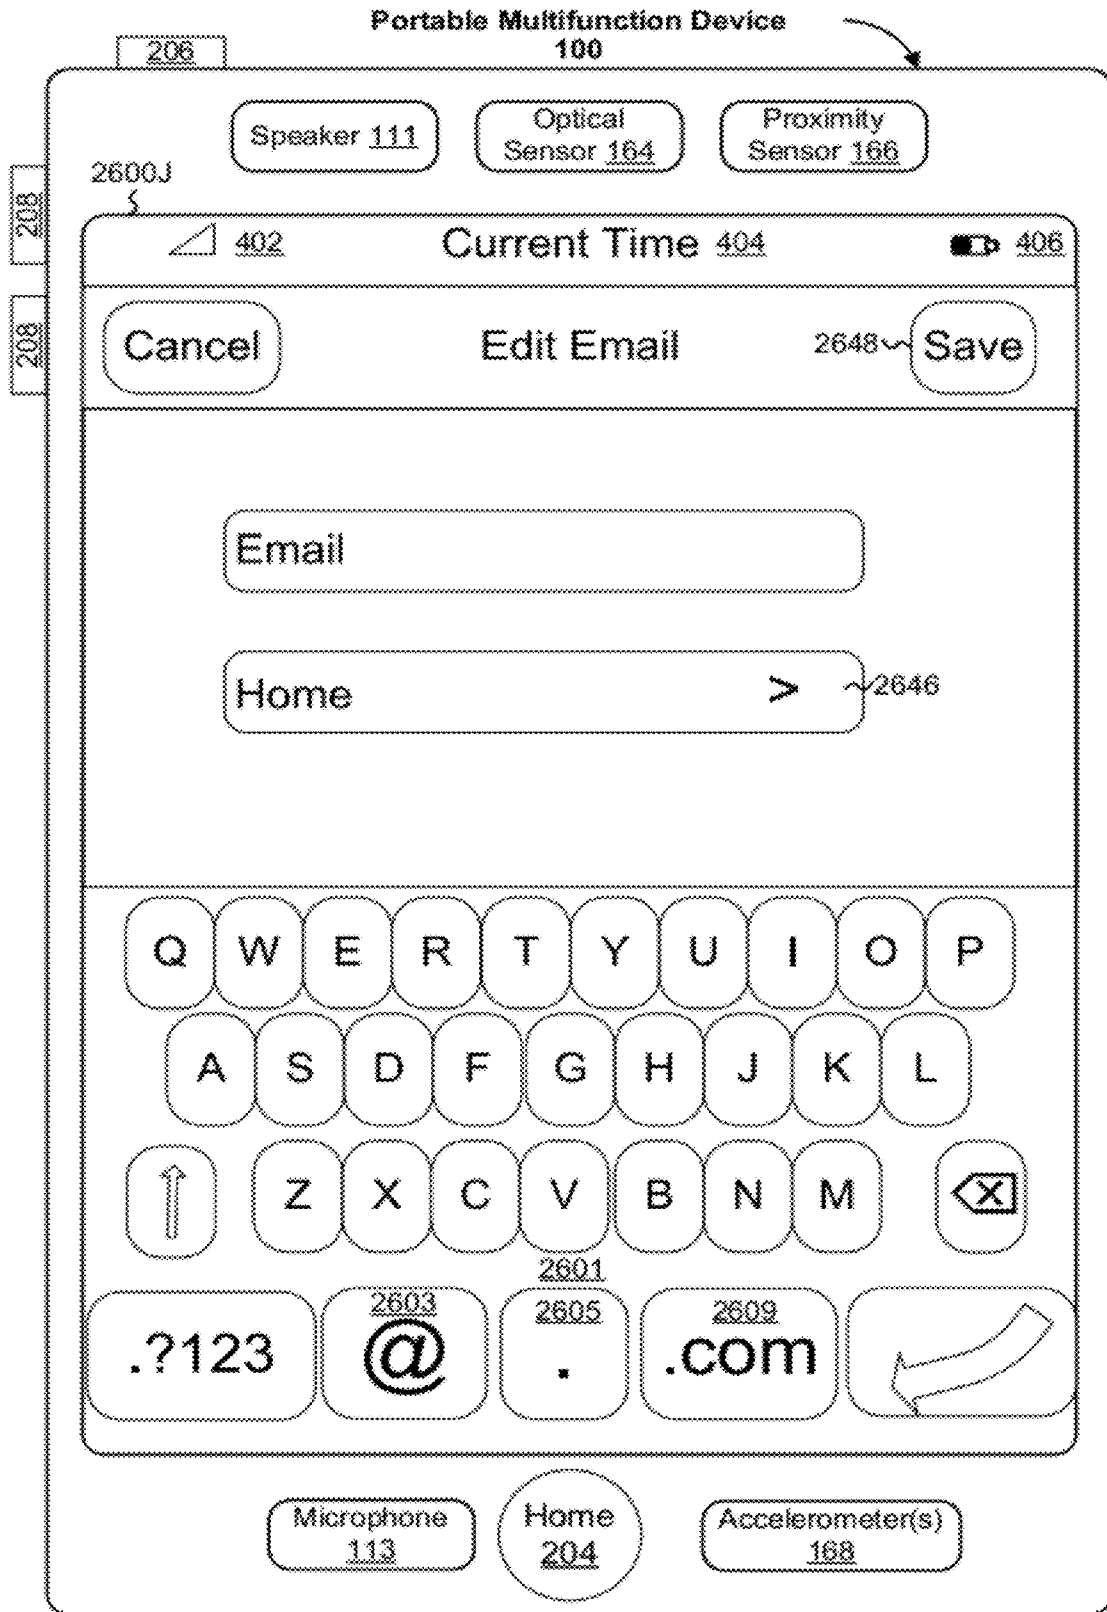 Portable Multifunction Device
100
206
Speaker 111
Optical
Sensor 164
Proximity
Sensor 166
2600J
208
402
Current Time 404
406
208
Cancel
Edit Email
2648
Save
Email
Home >
2646
Q W E R T Y U I O P
A S D F G H J K L
Z X C V B N M
2601
2603
2605
2609
.?123
@
.
.com
Microphone
113
Home
204
Accelerometer(s)
168